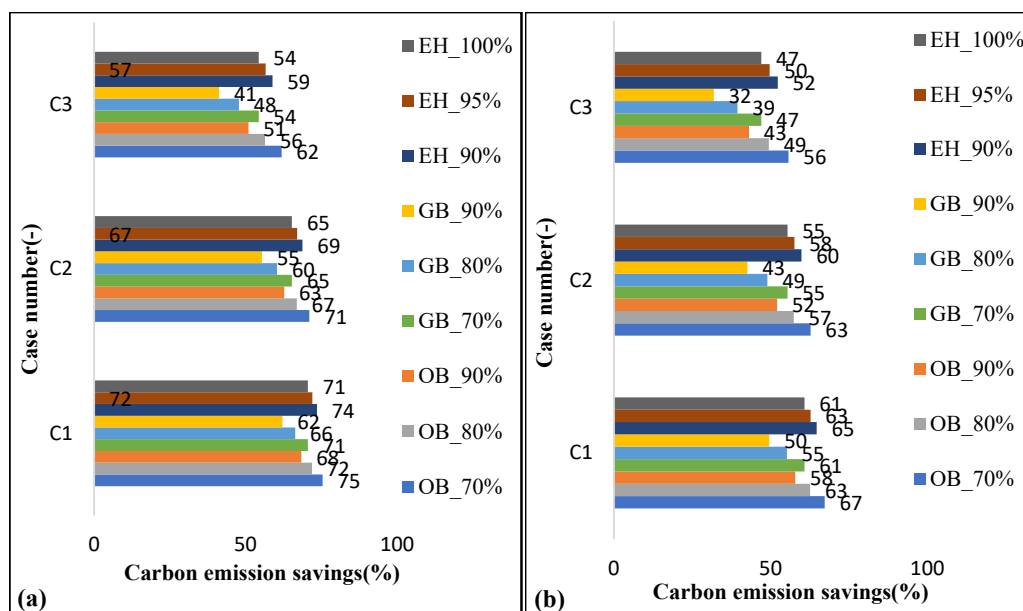 C3
54
57
59
41
48
54
51
56
62
C2
65
67
69
55
60
65
63
67
71
C1
71
72
74
62
66
71
68
72
75
Case number(-)
0 50 100
Carbon emission savings(%)
(a)
EH_100%
EH_95%
EH_90%
GB_90%
GB_80%
GB_70%
OB_90%
OB_80%
OB_70%
C3
47
50
52
32
39
47
43
49
56
C2
55
58
60
43
49
55
52
57
63
C1
61
63
65
50
55
61
58
63
67
Case number(-)
0 50 100
Carbon emission savings(%)
(b)
EH_100%
EH_95%
EH_90%
GB_90%
GB_80%
GB_70%
OB_90%
OB_80%
OB_70%